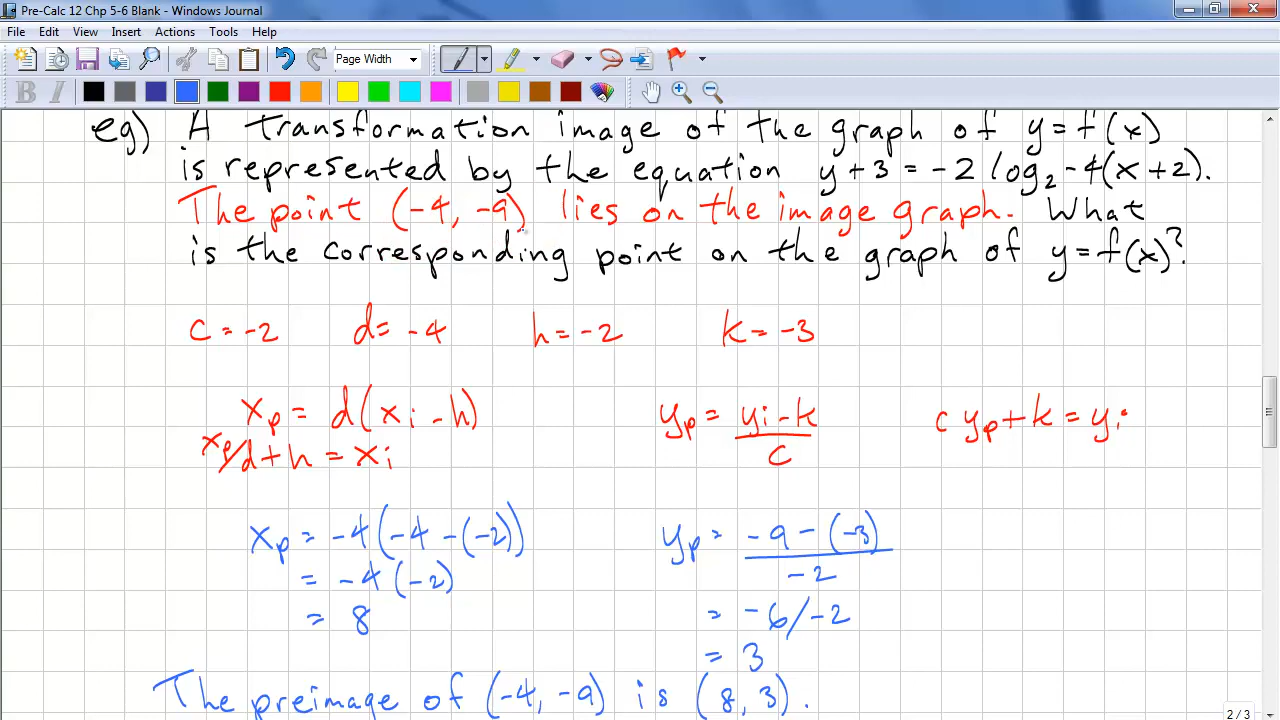 Pre-Calc 12 Chp 5-6 Blank - Windows Journal
File Edit View Insert Actions Tools Help
Page Width
B I
eg) A transformation image of the graph of y=f(x)
is represented by the equation y+3 = -2 log₂ -4(x+2).
The point (-4, -9) lies on the image graph. What
is the corresponding point on the graph of y=f(x)?
c = -2 d= -4 h= -2 k= -3
xp = d(xi - h) yp = (yi - k)/c c yp + k = yi
xp/d + h = xi
xp = -4(-4 - (-2)) yp = (-9 - (-3))/-2
= -4(-2) = -6/-2
= 8 = 3
The preimage of (-4, -9) is (8, 3).
2/3